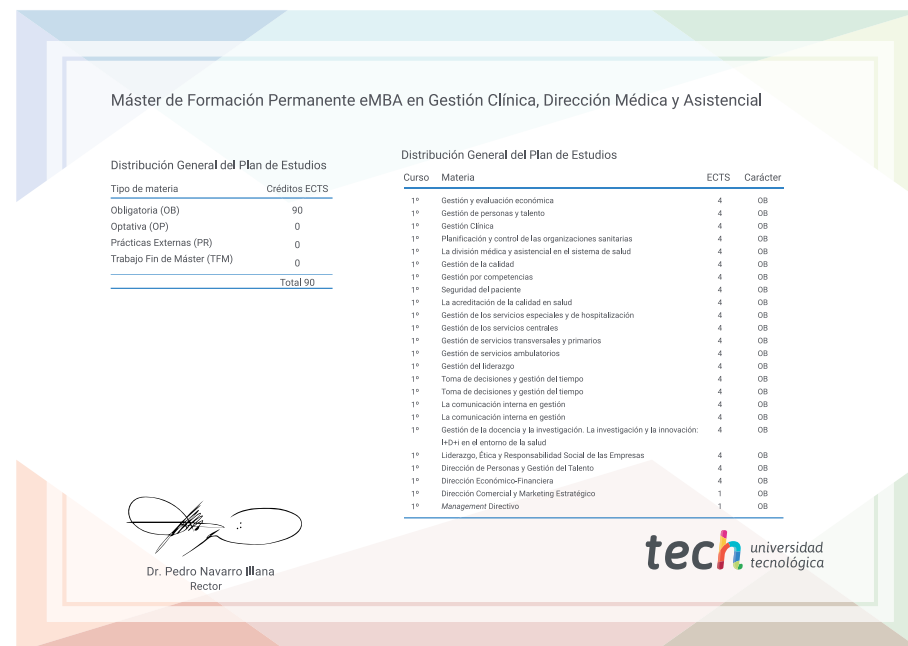 Máster de Formación Permanente eMBA en Gestión Clínica, Dirección Médica y Asistencial
Distribución General del Plan de Estudios
Tipo de materia Créditos ECTS
Obligatoria (OB) 90
Optativa (OP) 0
Prácticas Externas (PR) 0
Trabajo Fin de Máster (TFM) 0
Total 90
Distribución General del Plan de Estudios
Curso Materia ECTS Carácter
1º Gestión y evaluación económica 4 OB
1º Gestión de personas y talento 4 OB
1º Gestión Clínica 4 OB
1º Planificación y control de las organizaciones sanitarias 4 OB
1º La división médica y asistencial en el sistema de salud 4 OB
1º Gestión de la calidad 4 OB
1º Gestión por competencias 4 OB
1º Seguridad del paciente 4 OB
1º La acreditación de la calidad en salud 4 OB
1º Gestión de los servicios especiales y de hospitalización 4 OB
1º Gestión de los servicios centrales 4 OB
1º Gestión de servicios transversales y primarios 4 OB
1º Gestión de servicios ambulatorios 4 OB
1º Gestión del liderazgo 4 OB
1º Toma de decisiones y gestión del tiempo 4 OB
1º Toma de decisiones y gestión del tiempo 4 OB
1º La comunicación interna en gestión 4 OB
1º La comunicación interna en gestión 4 OB
1º Gestión de la docencia y la investigación. La investigación y la innovación: 4 OB
I+D+i en el entorno de la salud
1º Liderazgo, Ética y Responsabilidad Social de las Empresas 4 OB
1º Dirección de Personas y Gestión del Talento 4 OB
1º Dirección Económico-Financiera 4 OB
1º Dirección Comercial y Marketing Estratégico 1 OB
1º Management Directivo 1 OB
Dr. Pedro Navarro Illana
Rector
tech universidad
tecnológica